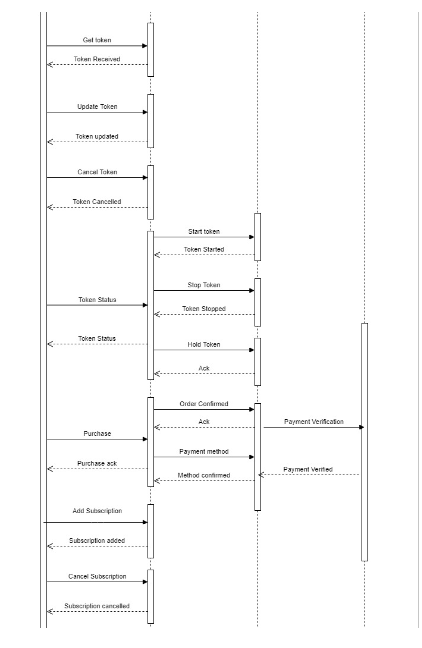 Get token
Token Received
Update Token
Token updated
Cancel Token
Token Cancelled
Start token
Token Started
Stop Token
Token Status
Token Stopped
Token Status
Hold Token
Ack
Order Confirmed
Ack
Payment Verification
Purchase
Payment method
Purchase ack
Payment Verified
Method confirmed
Add Subscription
Subscription added
Cancel Subscription
Subscription cancelled